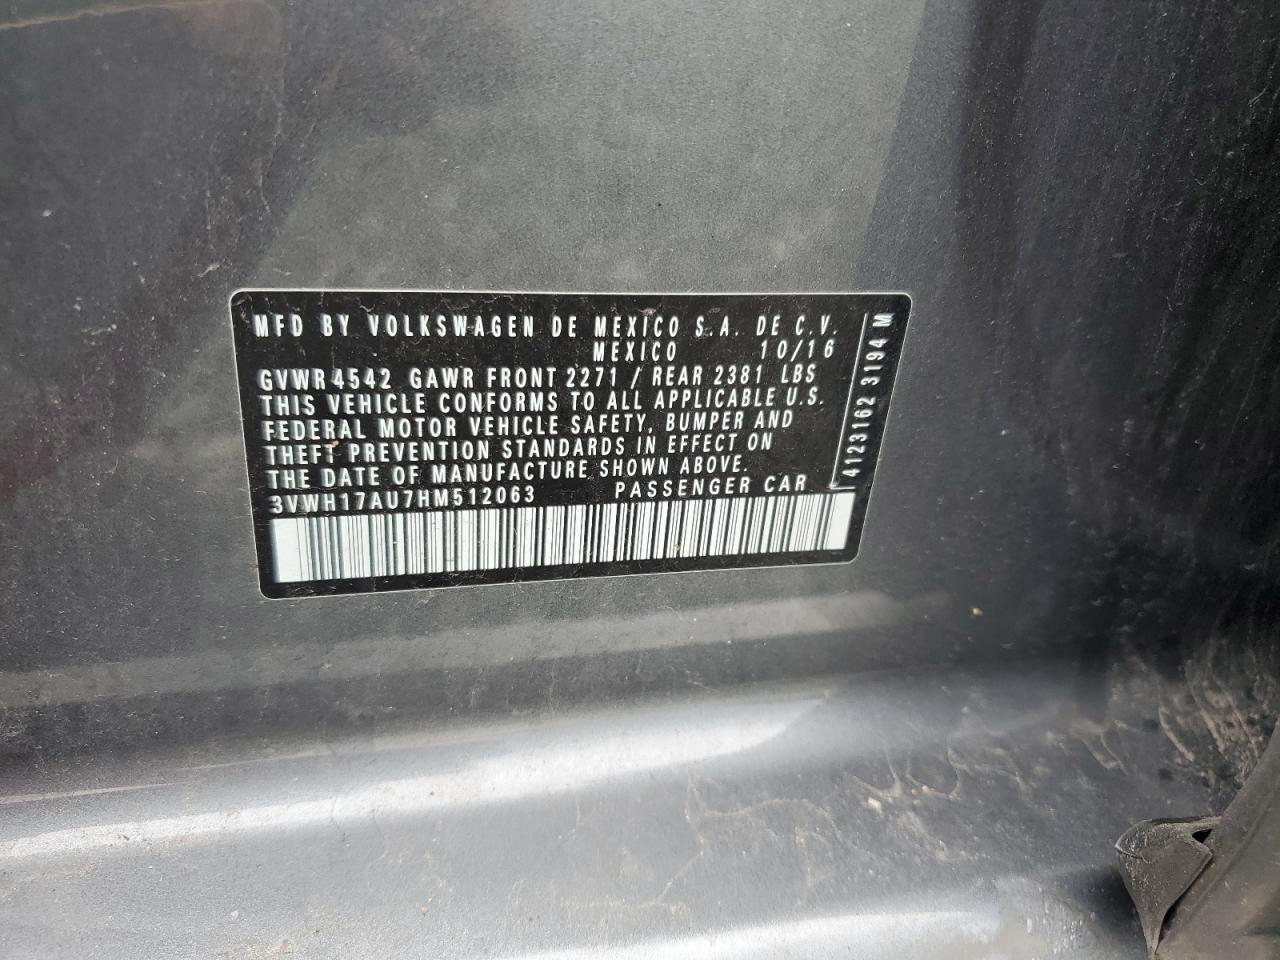 MFD BY VOLKSWAGEN DE MEXICO S.A. DE C.V.
MEXICO 10/16
GVWR 4542 GAWR FRONT 2271 / REAR 2381 LBS
THIS VEHICLE CONFORMS TO ALL APPLICABLE U.S.
FEDERAL MOTOR VEHICLE SAFETY, BUMPER AND
THEFT PREVENTION STANDARDS IN EFFECT ON
THE DATE OF MANUFACTURE SHOWN ABOVE.
3VWH17AU7HM512063 PASSENGER CAR
4123162 3194 M